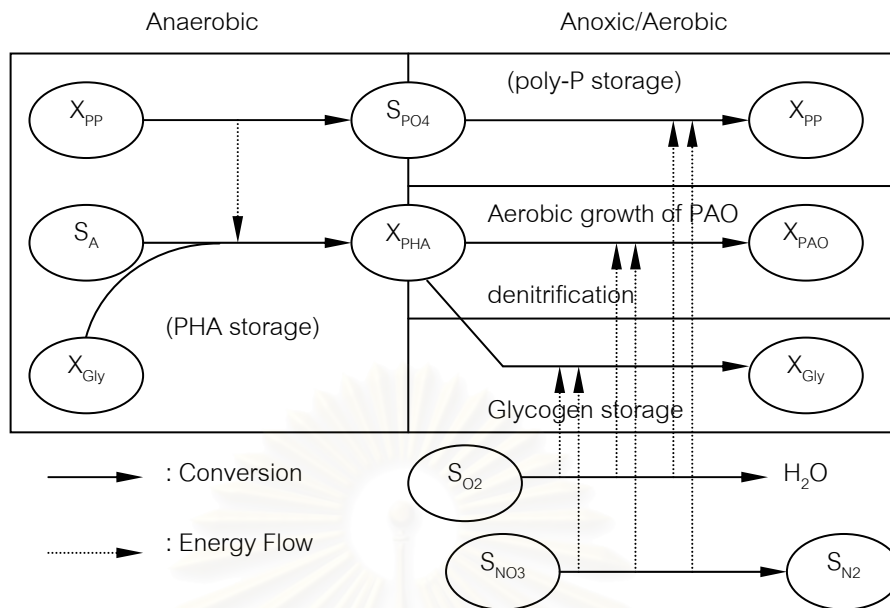 Anaerobic
Anoxic/Aerobic
X_PP
S_PO4
(poly-P storage)
X_PP
S_A
X_PHA
Aerobic growth of PAO
X_PAO
denitrification
(PHA storage)
X_Gly
X_Gly
Glycogen storage
: Conversion
S_O2
H₂O
: Energy Flow
S_NO3
S_N2